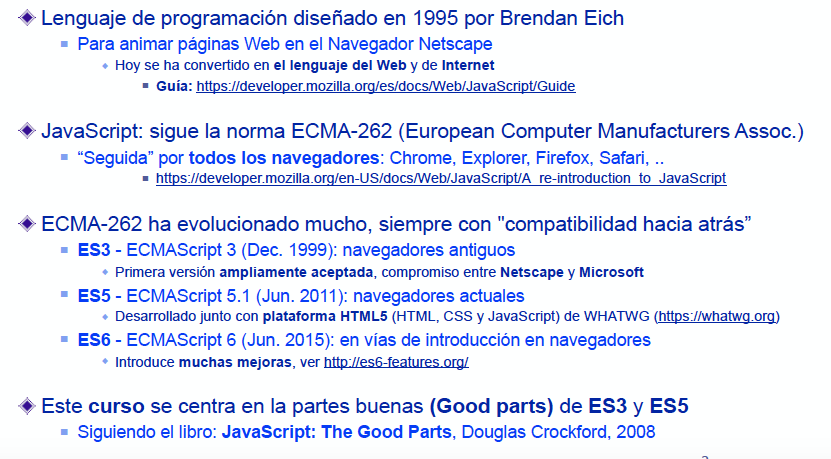 Lenguaje de programación diseñado en 1995 por Brendan Eich
Para animar páginas Web en el Navegador Netscape
Hoy se ha convertido en el lenguaje del Web y de Internet
Guía: https://developer.mozilla.org/es/docs/Web/JavaScript/Guide
JavaScript: sigue la norma ECMA-262 (European Computer Manufacturers Assoc.)
“Seguida” por todos los navegadores: Chrome, Explorer, Firefox, Safari, ..
https://developer.mozilla.org/en-US/docs/Web/JavaScript/A_re-introduction_to_JavaScript
ECMA-262 ha evolucionado mucho, siempre con "compatibilidad hacia atrás”
ES3 - ECMAScript 3 (Dec. 1999): navegadores antiguos
Primera versión ampliamente aceptada, compromiso entre Netscape y Microsoft
ES5 - ECMAScript 5.1 (Jun. 2011): navegadores actuales
Desarrollado junto con plataforma HTML5 (HTML, CSS y JavaScript) de WHATWG (https://whatwg.org)
ES6 - ECMAScript 6 (Jun. 2015): en vías de introducción en navegadores
Introduce muchas mejoras, ver http://es6-features.org/
Este curso se centra en la partes buenas (Good parts) de ES3 y ES5
Siguiendo el libro: JavaScript: The Good Parts, Douglas Crockford, 2008